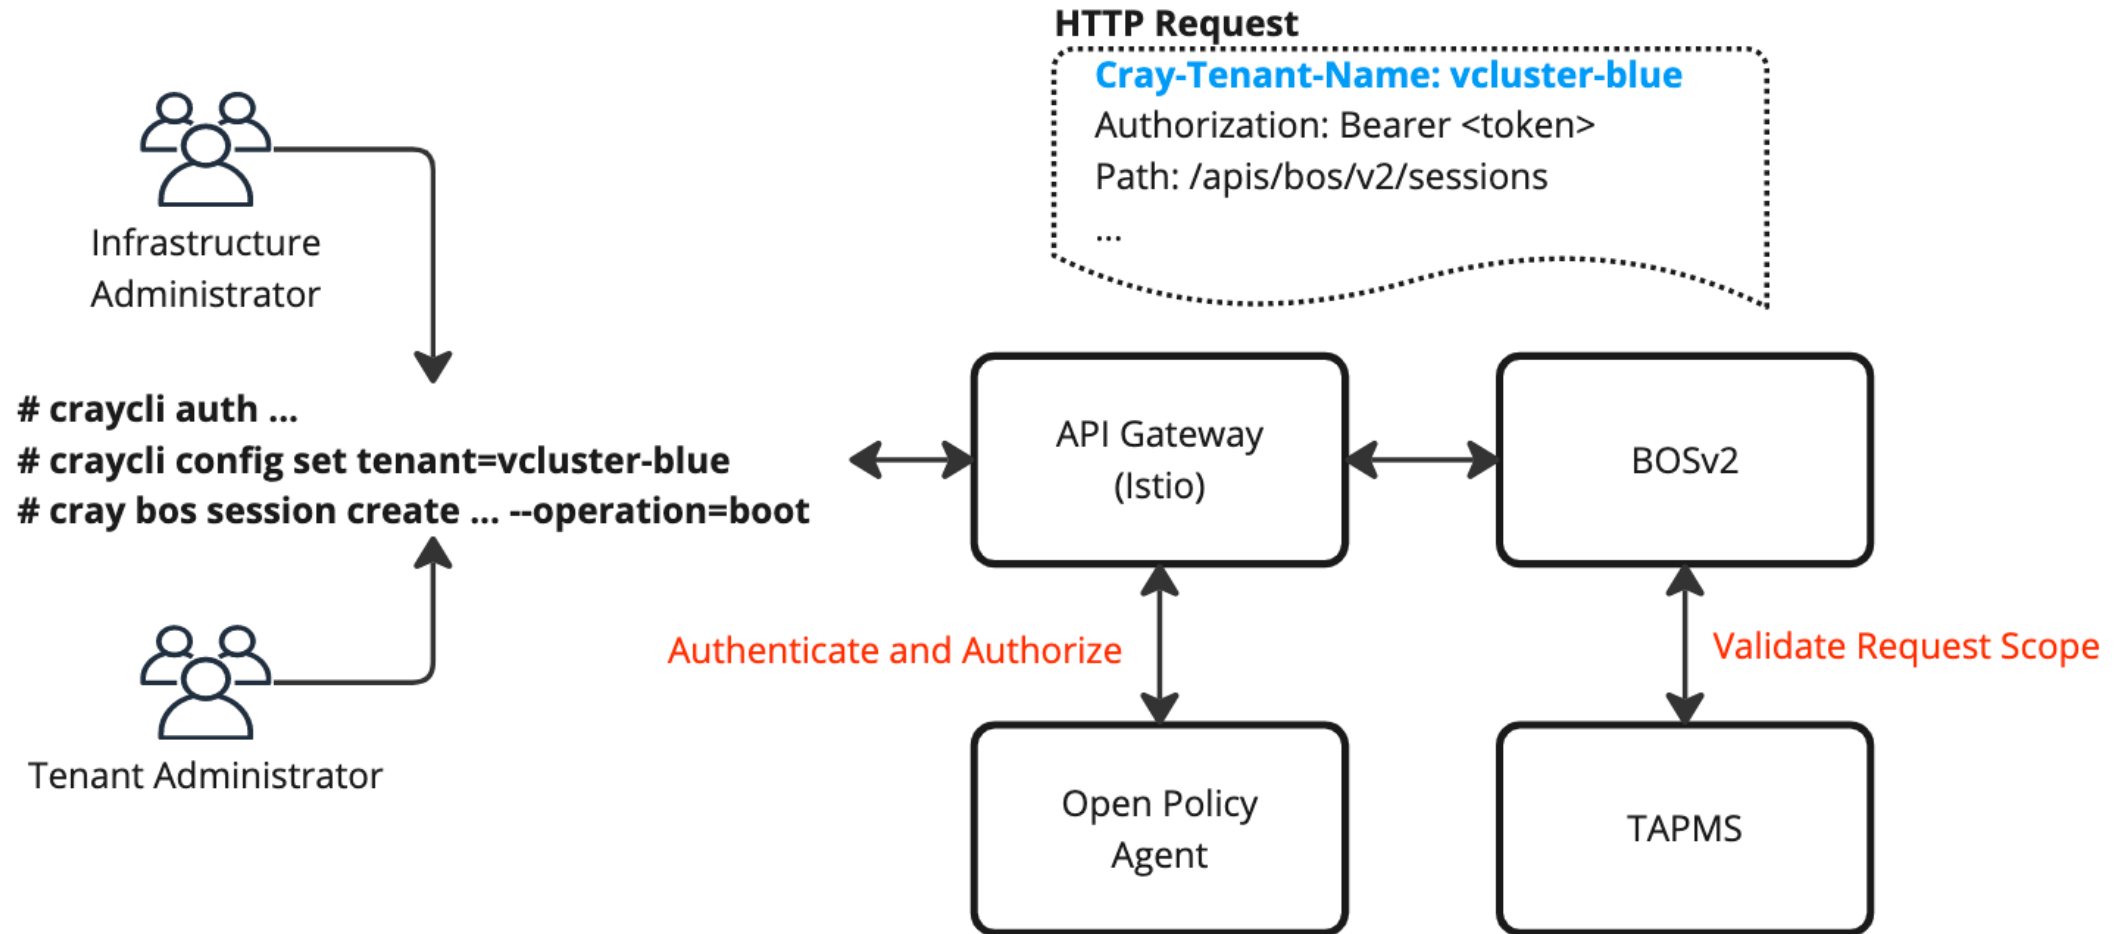 HTTP Request
Cray-Tenant-Name: vcluster-blue
Authorization: Bearer <token>
Path: /apis/bos/v2/sessions
...
Infrastructure
Administrator
# craycli auth ...
# craycli config set tenant=vcluster-blue
# cray bos session create ... --operation=boot
API Gateway
(Istio)
BOSv2
Authenticate and Authorize
Validate Request Scope
Tenant Administrator
Open Policy
Agent
TAPMS